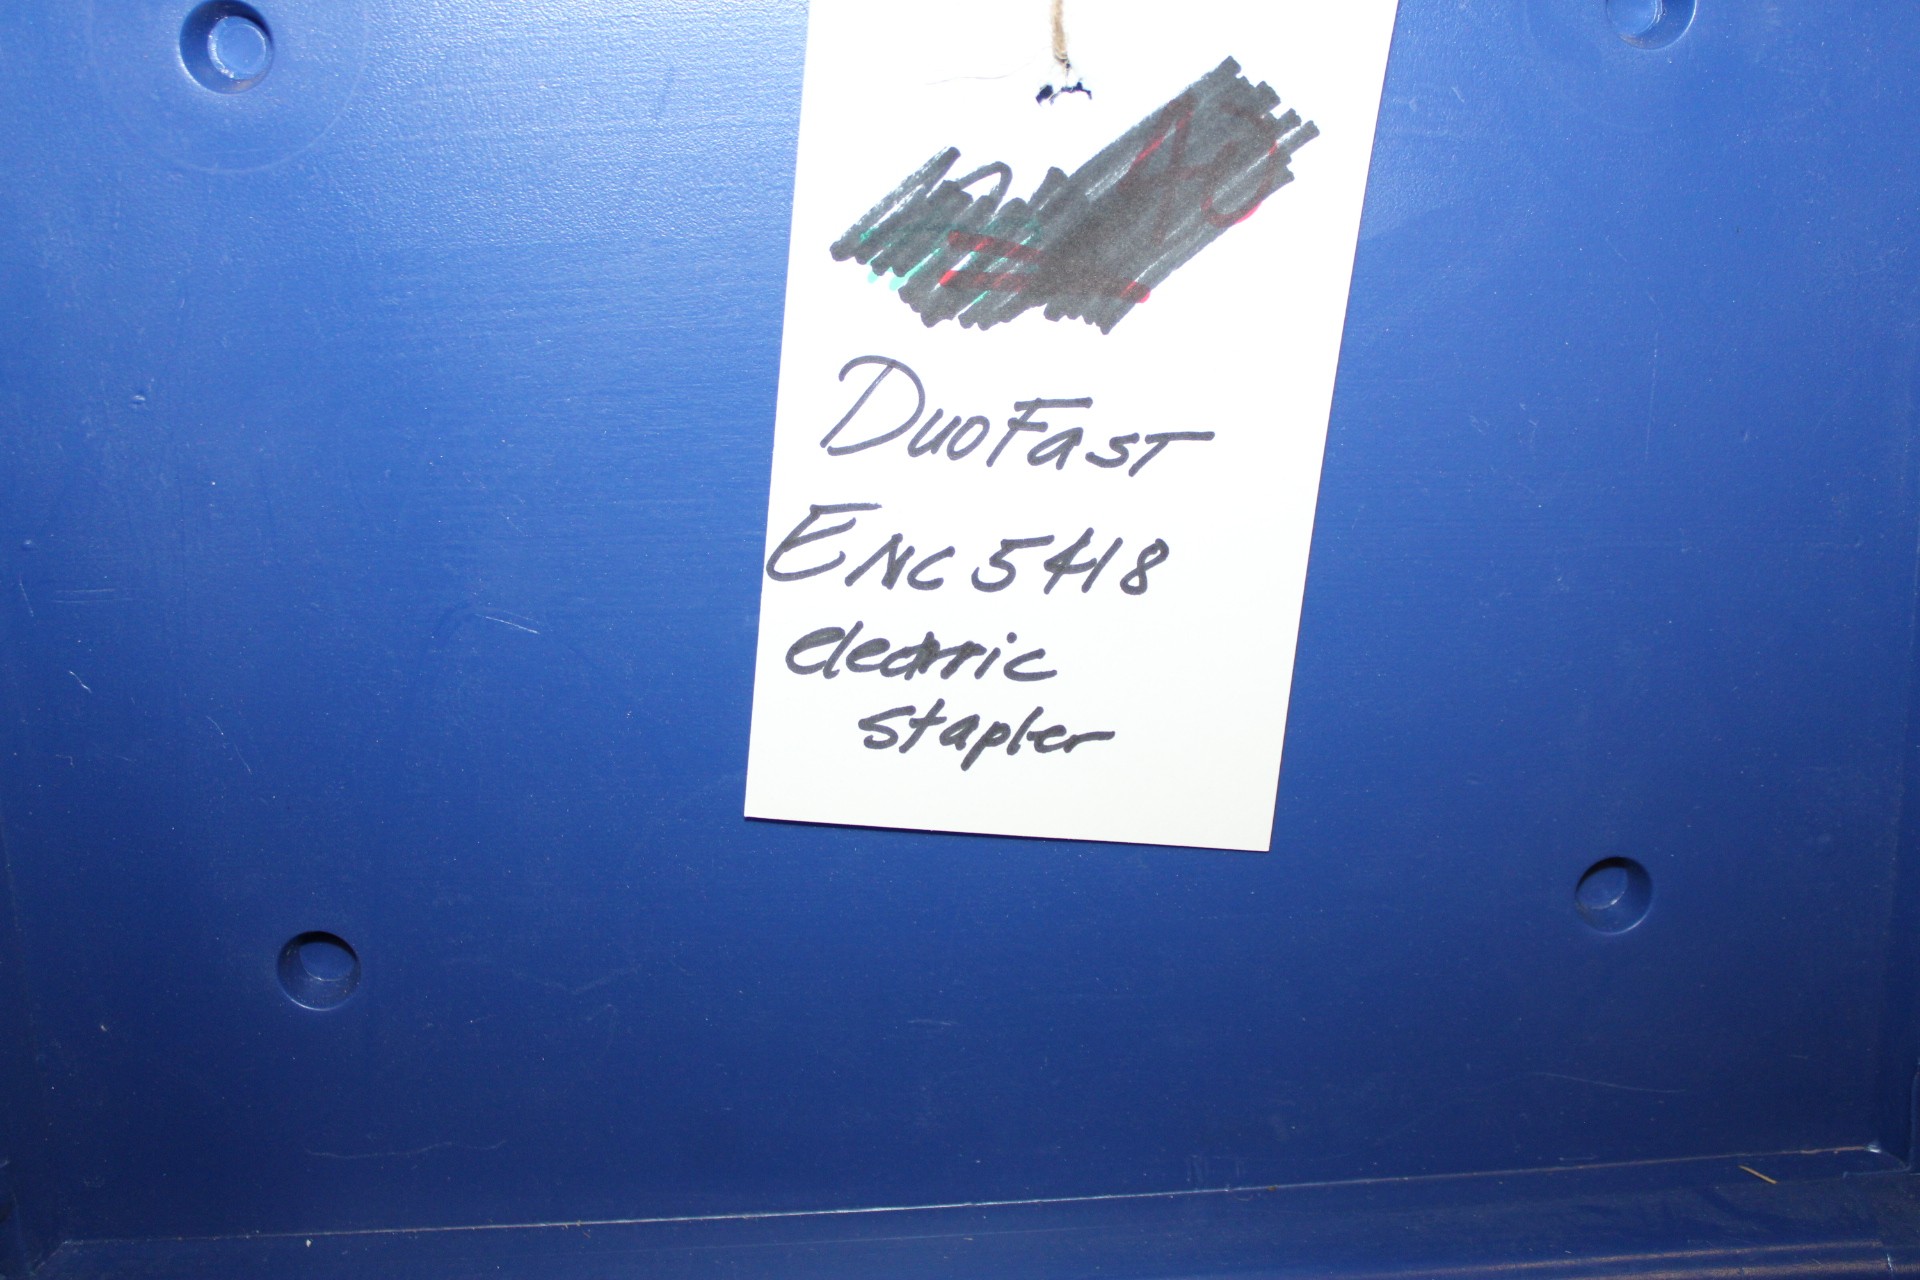 DuoFast
ENC 5418
electric
stapler